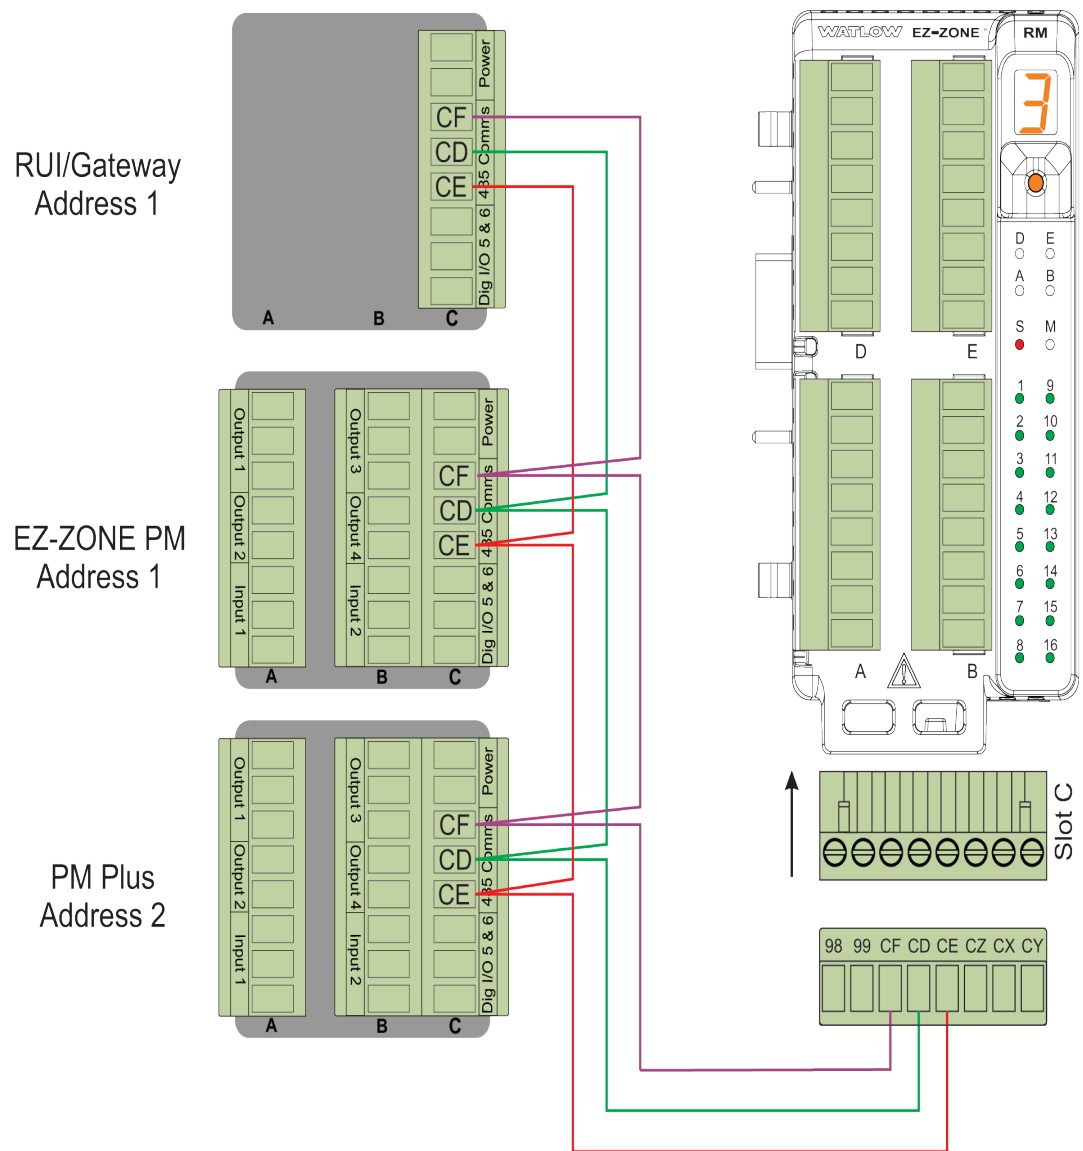 RUI/Gateway
Address 1
Power
485 Comms
Dig I/O 5 & 6
CF
CD
CE
A B C
EZ-ZONE PM
Address 1
Output 1
Output 2
Input 1
Output 3
Output 4
Input 2
Power
485 Comms
Dig I/O 5 & 6
CF
CD
CE
A B C
PM Plus
Address 2
Output 1
Output 2
Input 1
Output 3
Output 4
Input 2
Power
485 Comms
Dig I/O 5 & 6
CF
CD
CE
A B C
WATLOW EZ-ZONE RM
3
D E
A B
S M
1 9
2 10
3 11
4 12
5 13
6 14
7 15
8 16
D E
A B
Slot C
98 99 CF CD CE CZ CX CY